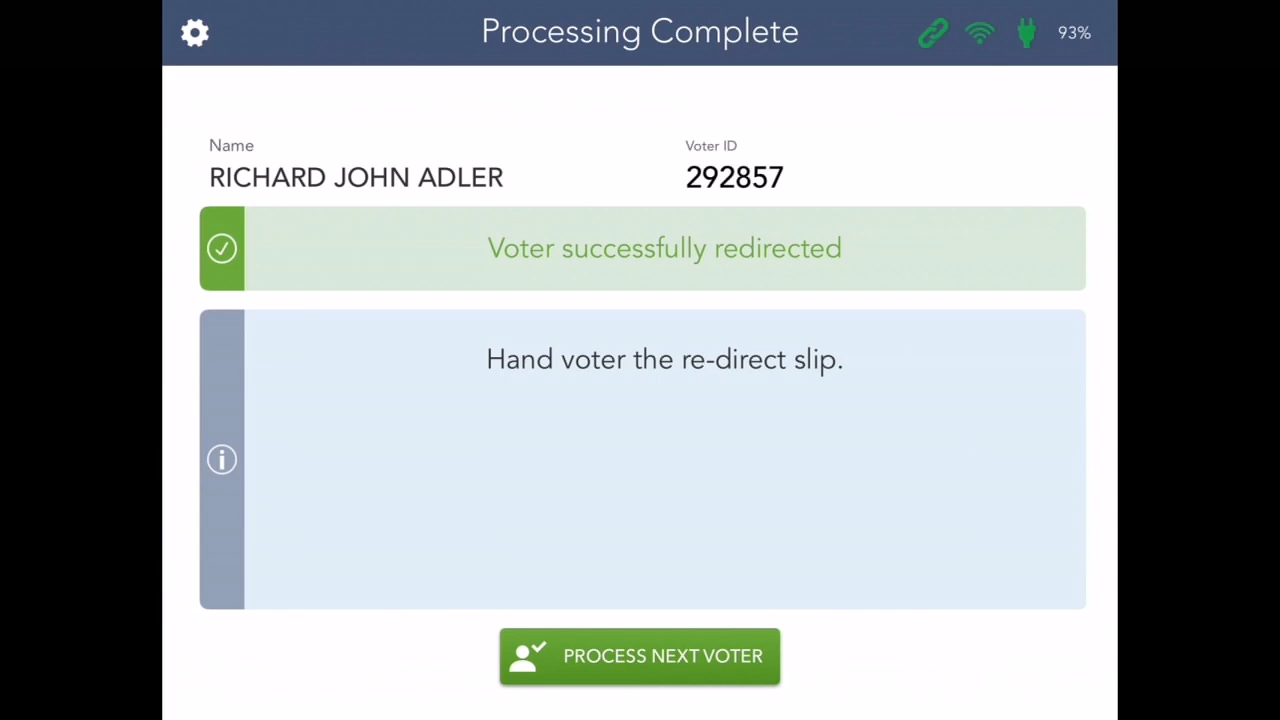 Processing Complete
93%
Name
Voter ID
RICHARD JOHN ADLER
292857
Voter successfully redirected
Hand voter the re-direct slip.
PROCESS NEXT VOTER